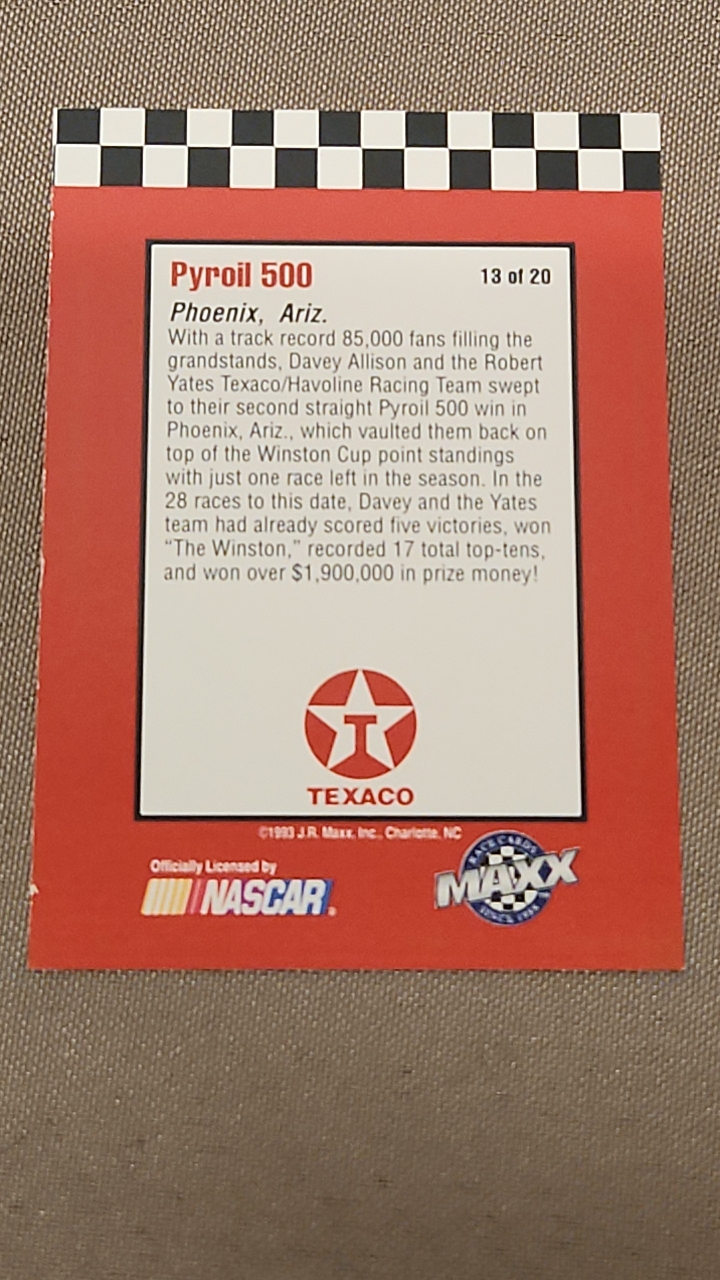 Pyroil 500
13 of 20
Phoenix, Ariz.
With a track record 85,000 fans filling the
grandstands, Davey Allison and the Robert
Yates Texaco/Havoline Racing Team swept
to their second straight Pyroil 500 win in
Phoenix, Ariz., which vaulted them back on
top of the Winston Cup point standings
with just one race left in the season. In the
28 races to this date, Davey and the Yates
team had already scored five victories, won
“The Winston,” recorded 17 total top-tens,
and won over $1,900,000 in prize money!
T
TEXACO
©1993 J.R. Maxx, Inc., Charlotte, NC
Officially Licensed by
NASCAR
RACE CARDS
MAXX
SINCE 1988